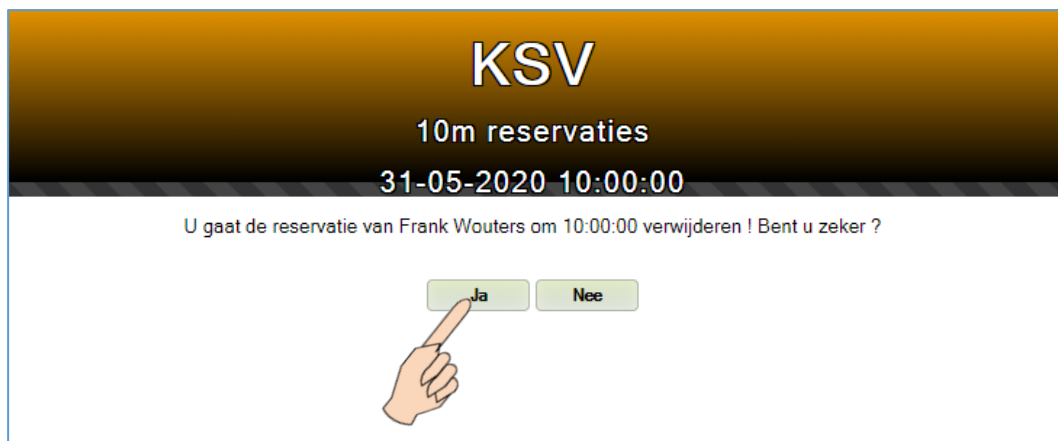 KSV
10m reservaties
31-05-2020 10:00:00
U gaat de reservatie van Frank Wouters om 10:00:00 verwijderen ! Bent u zeker ?
Ja Nee